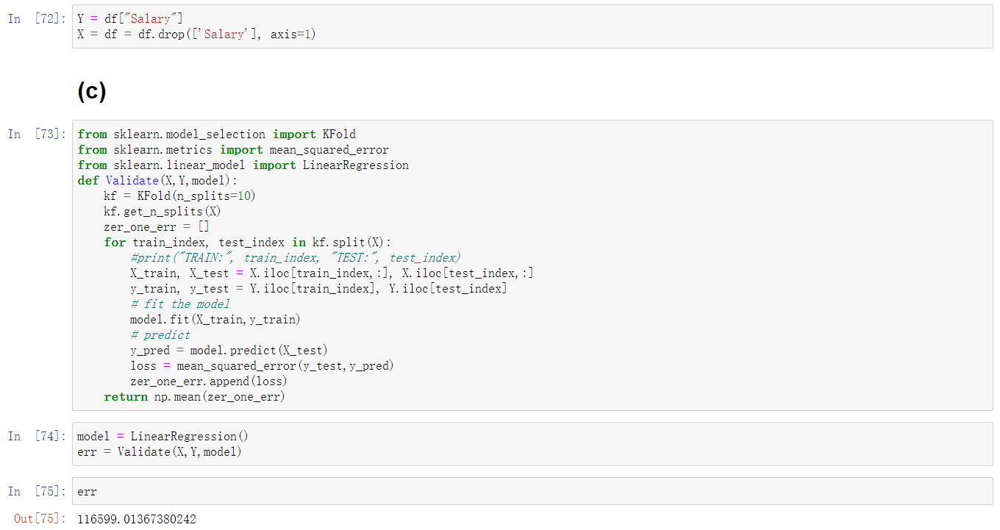 In [72]: Y = df["Salary"]
X = df = df.drop(['Salary'], axis=1)
(c)
In [73]: from sklearn.model_selection import KFold
from sklearn.metrics import mean_squared_error
from sklearn.linear_model import LinearRegression
def Validate(X,Y,model):
    kf = KFold(n_splits=10)
    kf.get_n_splits(X)
    zer_one_err = []
    for train_index, test_index in kf.split(X):
        #print("TRAIN:", train_index, "TEST:", test_index)
        X_train, X_test = X.iloc[train_index,:], X.iloc[test_index,:]
        y_train, y_test = Y.iloc[train_index], Y.iloc[test_index]
        # fit the model
        model.fit(X_train,y_train)
        # predict
        y_pred = model.predict(X_test)
        loss = mean_squared_error(y_test,y_pred)
        zer_one_err.append(loss)
    return np.mean(zer_one_err)
In [74]: model = LinearRegression()
err = Validate(X,Y,model)
In [75]: err
Out[75]: 116599.01367380242